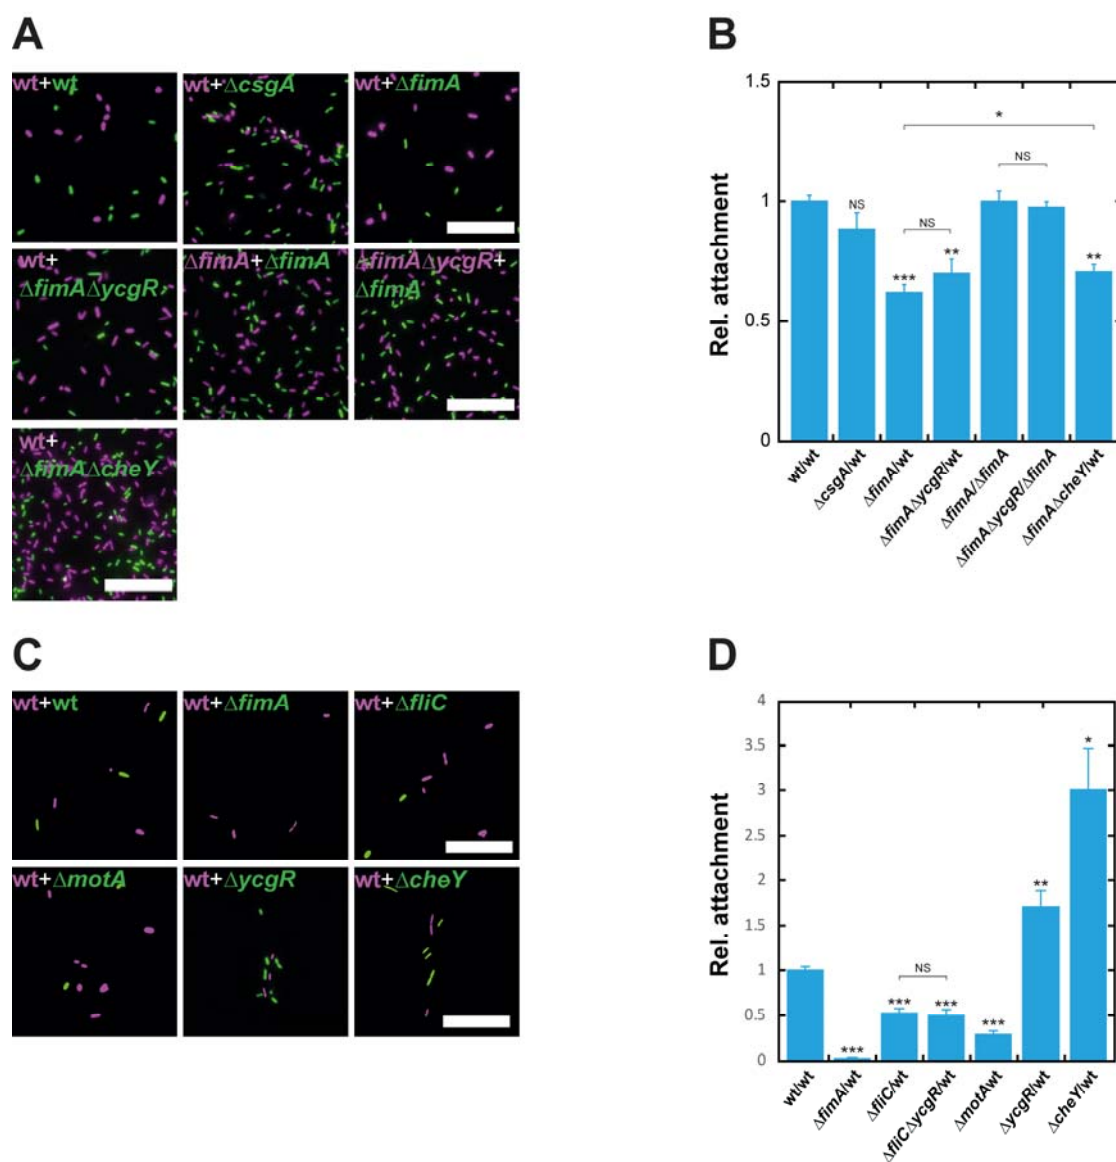 A
wt+wt
wt+ΔcsgA
wt+ΔfimA
wt+
ΔfimAΔycgR
ΔfimA+ΔfimA
ΔfimAΔycgR+
ΔfimA
wt+
ΔfimAΔcheY
B
Rel. attachment
1.5
1
0.5
0
*
NS
NS
NS
***
**
**
wt/wt
ΔcsgA/wt
ΔfimA/wt
ΔfimAΔycgR/wt
ΔfimA/ΔfimA
ΔfimAΔycgR/ΔfimA
ΔfimAΔcheY/wt
C
wt+wt
wt+ΔfimA
wt+ΔfliC
wt+ΔmotA
wt+ΔycgR
wt+ΔcheY
D
Rel. attachment
4
3.5
3
2.5
2
1.5
1
0.5
0
*
**
NS
***
***
***
***
wt/wt
ΔfimA/wt
ΔfliC/wt
ΔfliCΔycgR/wt
ΔmotAwt
ΔycgR/wt
ΔcheY/wt